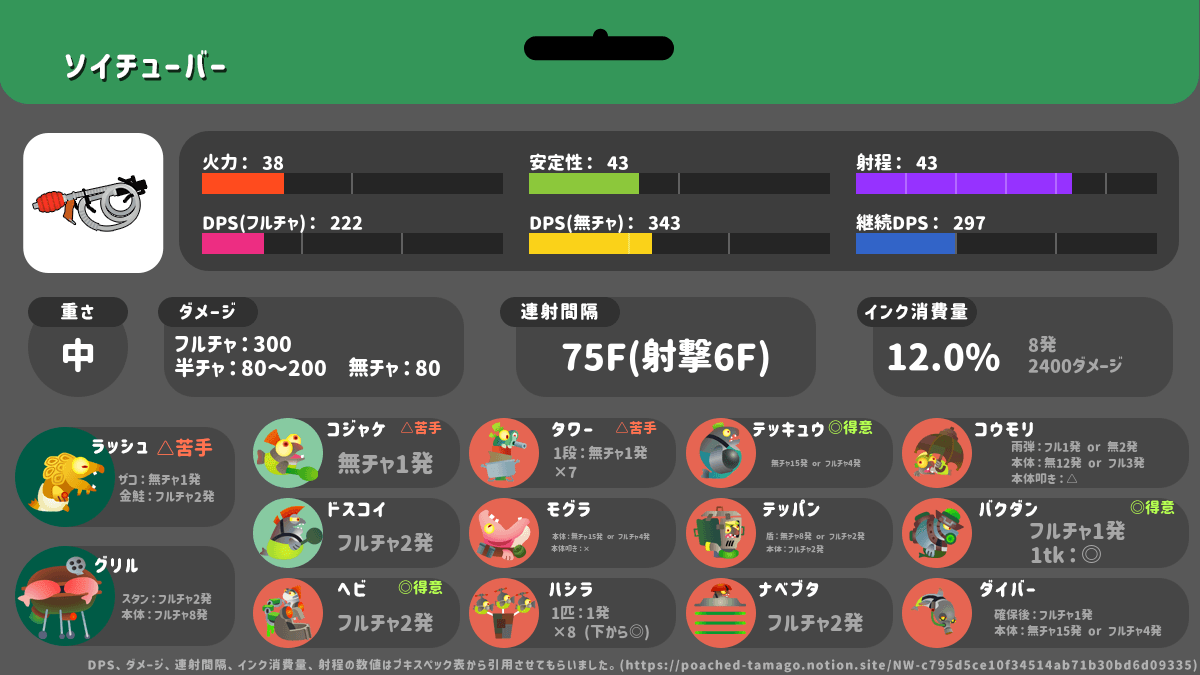 ソイチューバー
火力： 38
安定性： 43
射程： 43
DPS(フルチャ)： 222
DPS(無チャ)： 343
継続DPS： 297
重さ
中
ダメージ
フルチャ：300
半チャ：80～200　無チャ：80
連射間隔
75F(射撃6F)
インク消費量
12.0%
8発
2400ダメージ
ラッシュ △苦手
ザコ：無チャ1発
金鮭：フルチャ2発
グリル
スタン：フルチャ2発
本体：フルチャ8発
コジャケ △苦手
無チャ1発
タワー △苦手
1段：無チャ1発
×7
テッキュウ ◎得意
無チャ15発 or フルチャ4発
コウモリ
雨弾：フル1発 or 無2発
本体：無12発 or フル3発
本体叩き：△
ドスコイ
フルチャ2発
モグラ
本体：無チャ15発 or フルチャ4発
本体叩き：×
テッパン
盾：無チャ8発 or フルチャ2発
本体：フルチャ2発
バクダン ◎得意
フルチャ1発
1tk：◎
ヘビ ◎得意
フルチャ2発
ハシラ
1匹：1発
×8 (下から◎)
ナベブタ
フルチャ2発
ダイバー
確保後：フルチャ1発
本体：無チャ15発 or フルチャ4発
DPS、ダメージ、連射間隔、インク消費量、射程の数値はブキスペック表から引用させてもらいました。(https://poached-tamago.notion.site/NW-c795d5ce10f34514ab71b30bd6d09335)